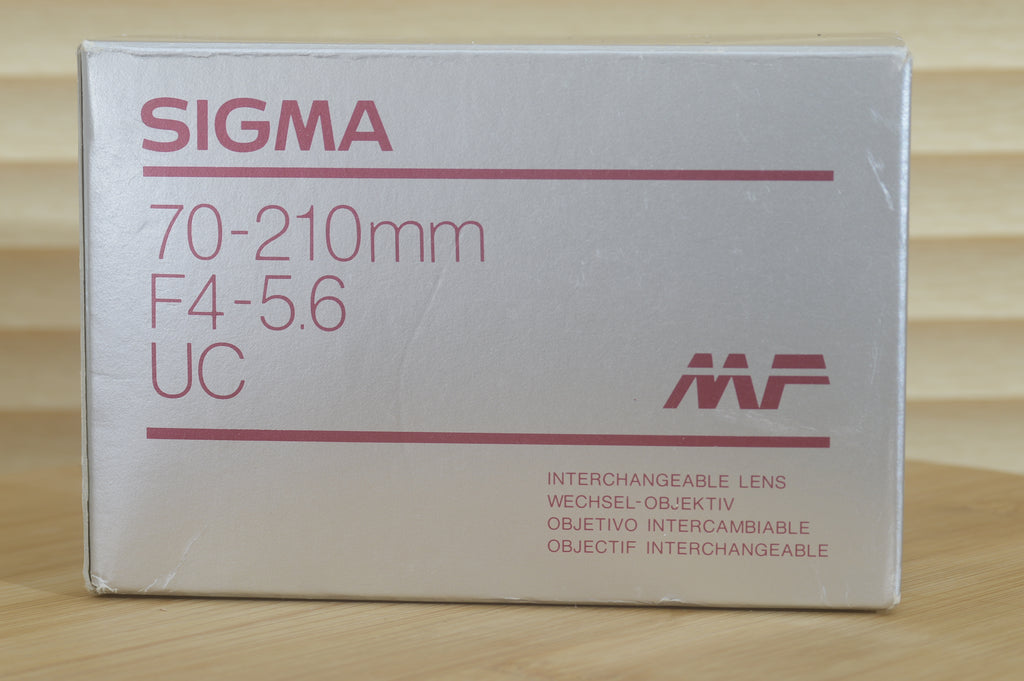 SIGMA
70-210mm
F4-5.6
UC
MF
INTERCHANGEABLE LENS
WECHSEL-OBJEKTIV
OBJETIVO INTERCAMBIABLE
OBJECTIF INTERCHANGEABLE